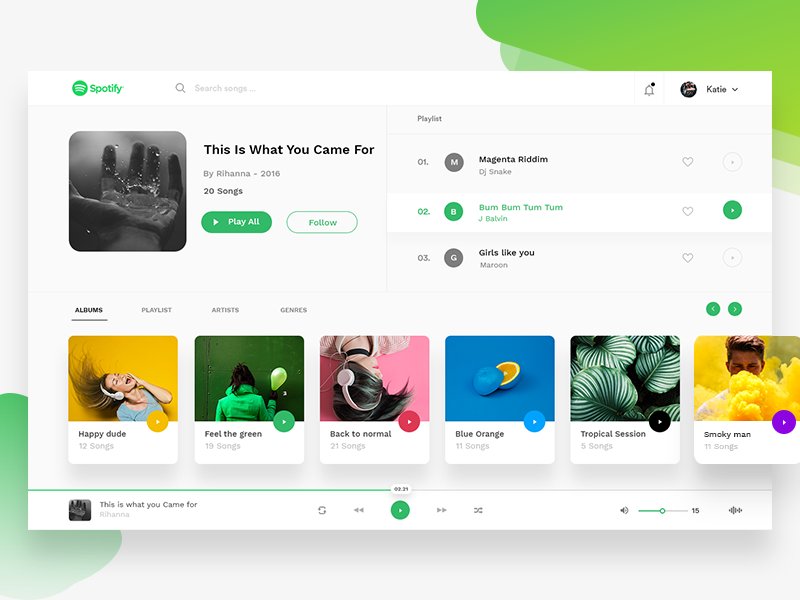 Spotify
Search songs ...
Katie
This Is What You Came For
By Rihanna - 2016
20 Songs
Play All
Follow
Playlist
01.
M
Magenta Riddim
Dj Snake
02.
B
Bum Bum Tum Tum
J Balvin
03.
G
Girls like you
Maroon
ALBUMS
PLAYLIST
ARTISTS
GENRES
Happy dude
12 Songs
Feel the green
19 Songs
Back to normal
21 Songs
Blue Orange
11 Songs
Tropical Session
5 Songs
Smoky man
11 Songs
03:21
This is what you Came for
Rihanna
15